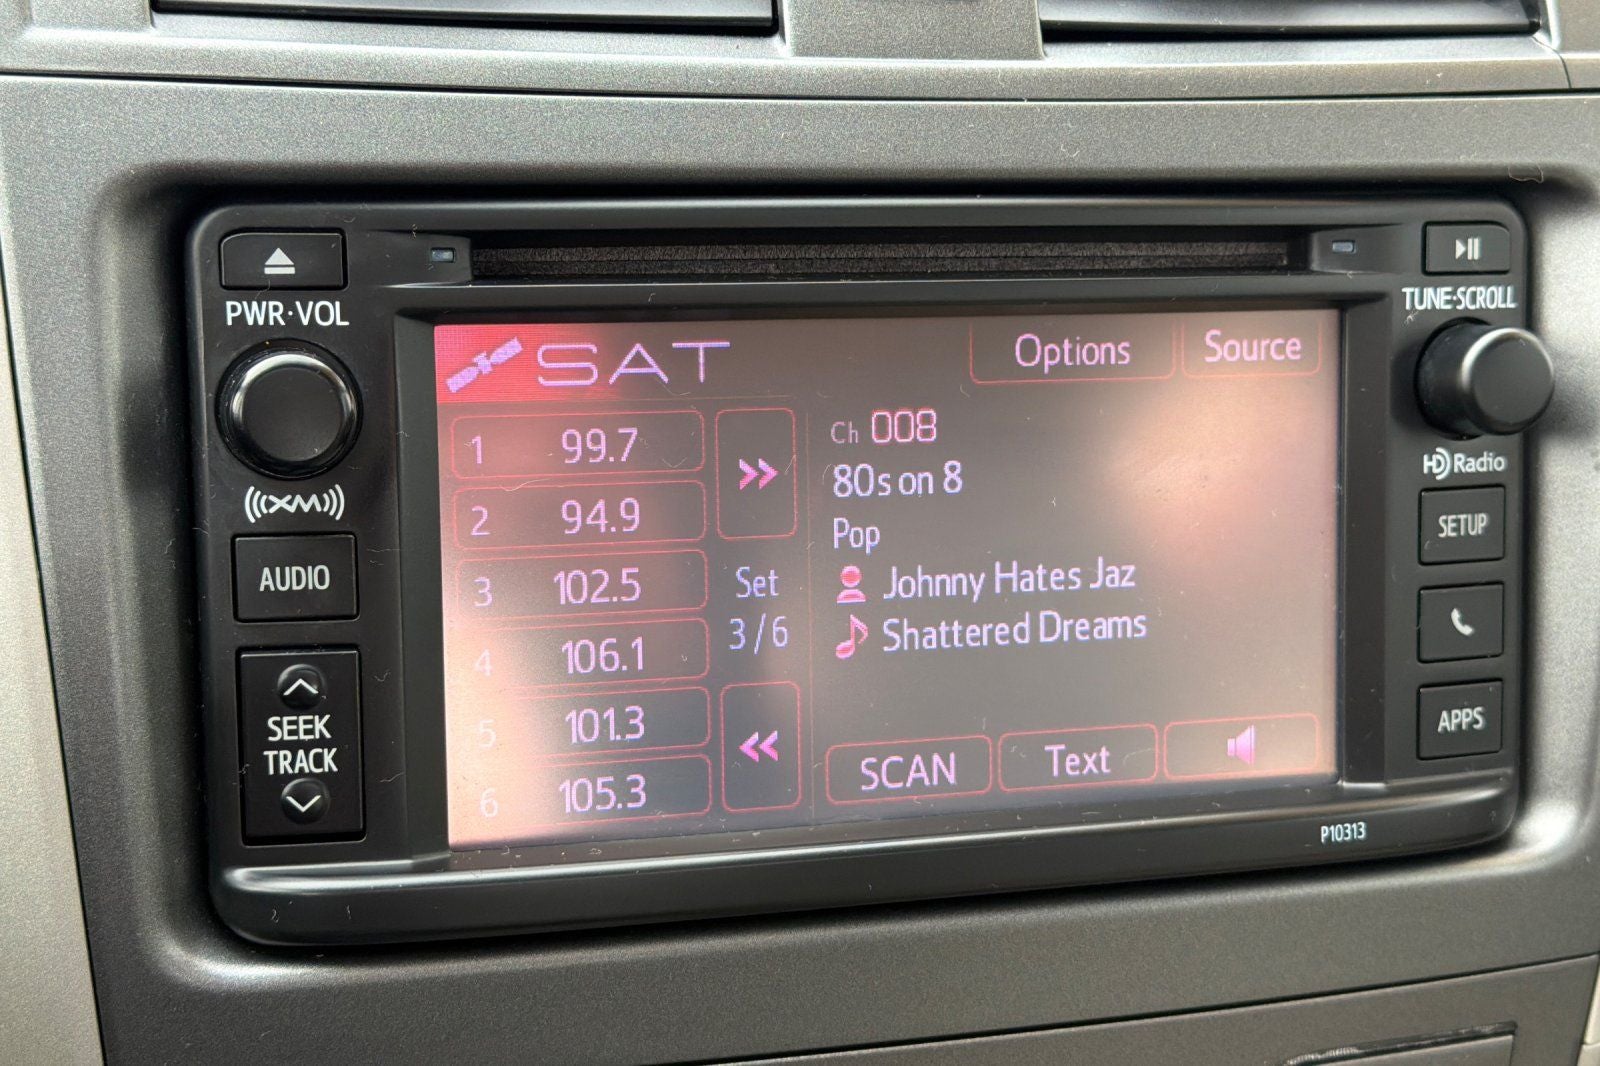 PWR·VOL
((XM))
AUDIO
SEEK
TRACK
SAT
Options
Source
1 99.7
2 94.9
3 102.5
4 106.1
5 101.3
6 105.3
>>
Set
3/6
<<
Ch 008
80s on 8
Pop
Johnny Hates Jaz
Shattered Dreams
SCAN
Text
TUNE·SCROLL
HD Radio
SETUP
APPS
P10313